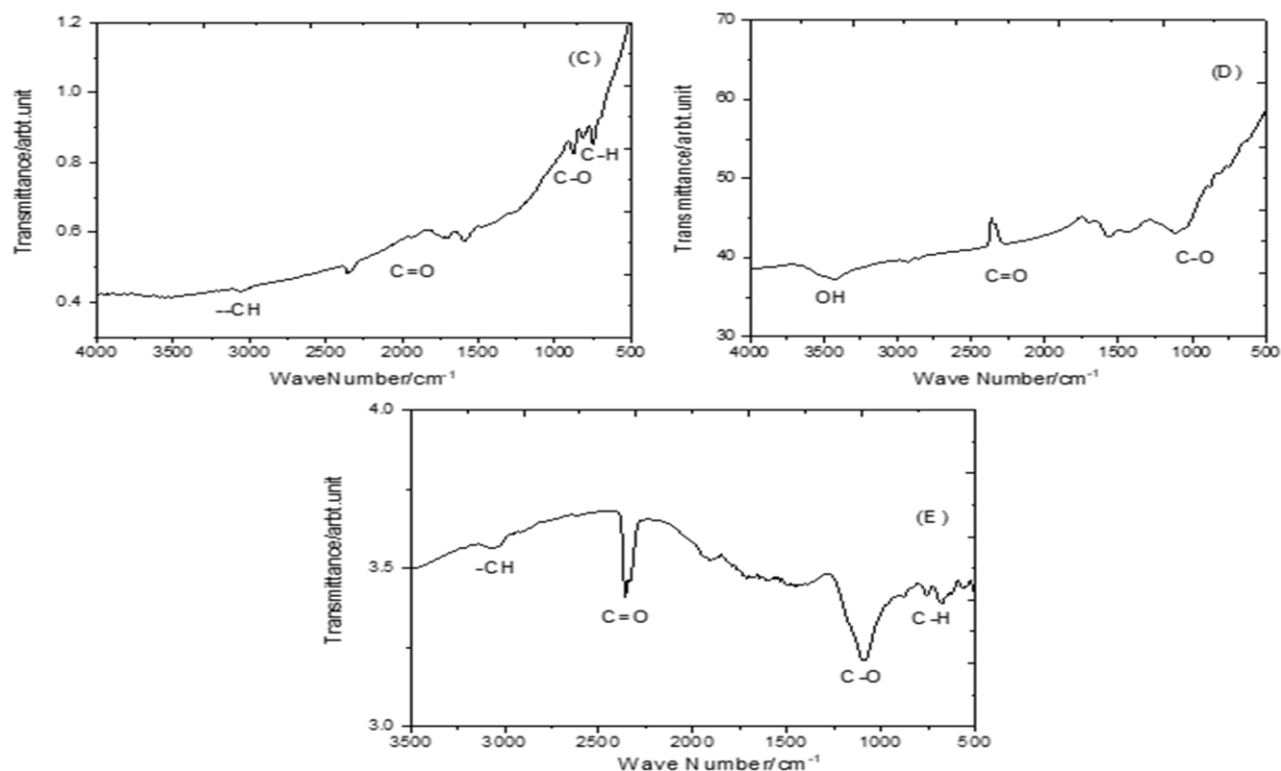 (C)
Transmittance/arbt.unit
1.2
1.0
0.8
0.6
0.4
C-H
C-O
C=O
--CH
4000 3500 3000 2500 2000 1500 1000 500
WaveNumber/cm-1
(D)
Transmittance/arbt.unit
70
60
50
40
30
OH
C=O
C-O
4000 3500 3000 2500 2000 1500 1000 500
Wave Number/cm-1
(E)
Transmittance/arbt.unit
4.0
3.5
3.0
-CH
C=O
C-O
C-H
3500 3000 2500 2000 1500 1000 500
Wave Number/cm-1